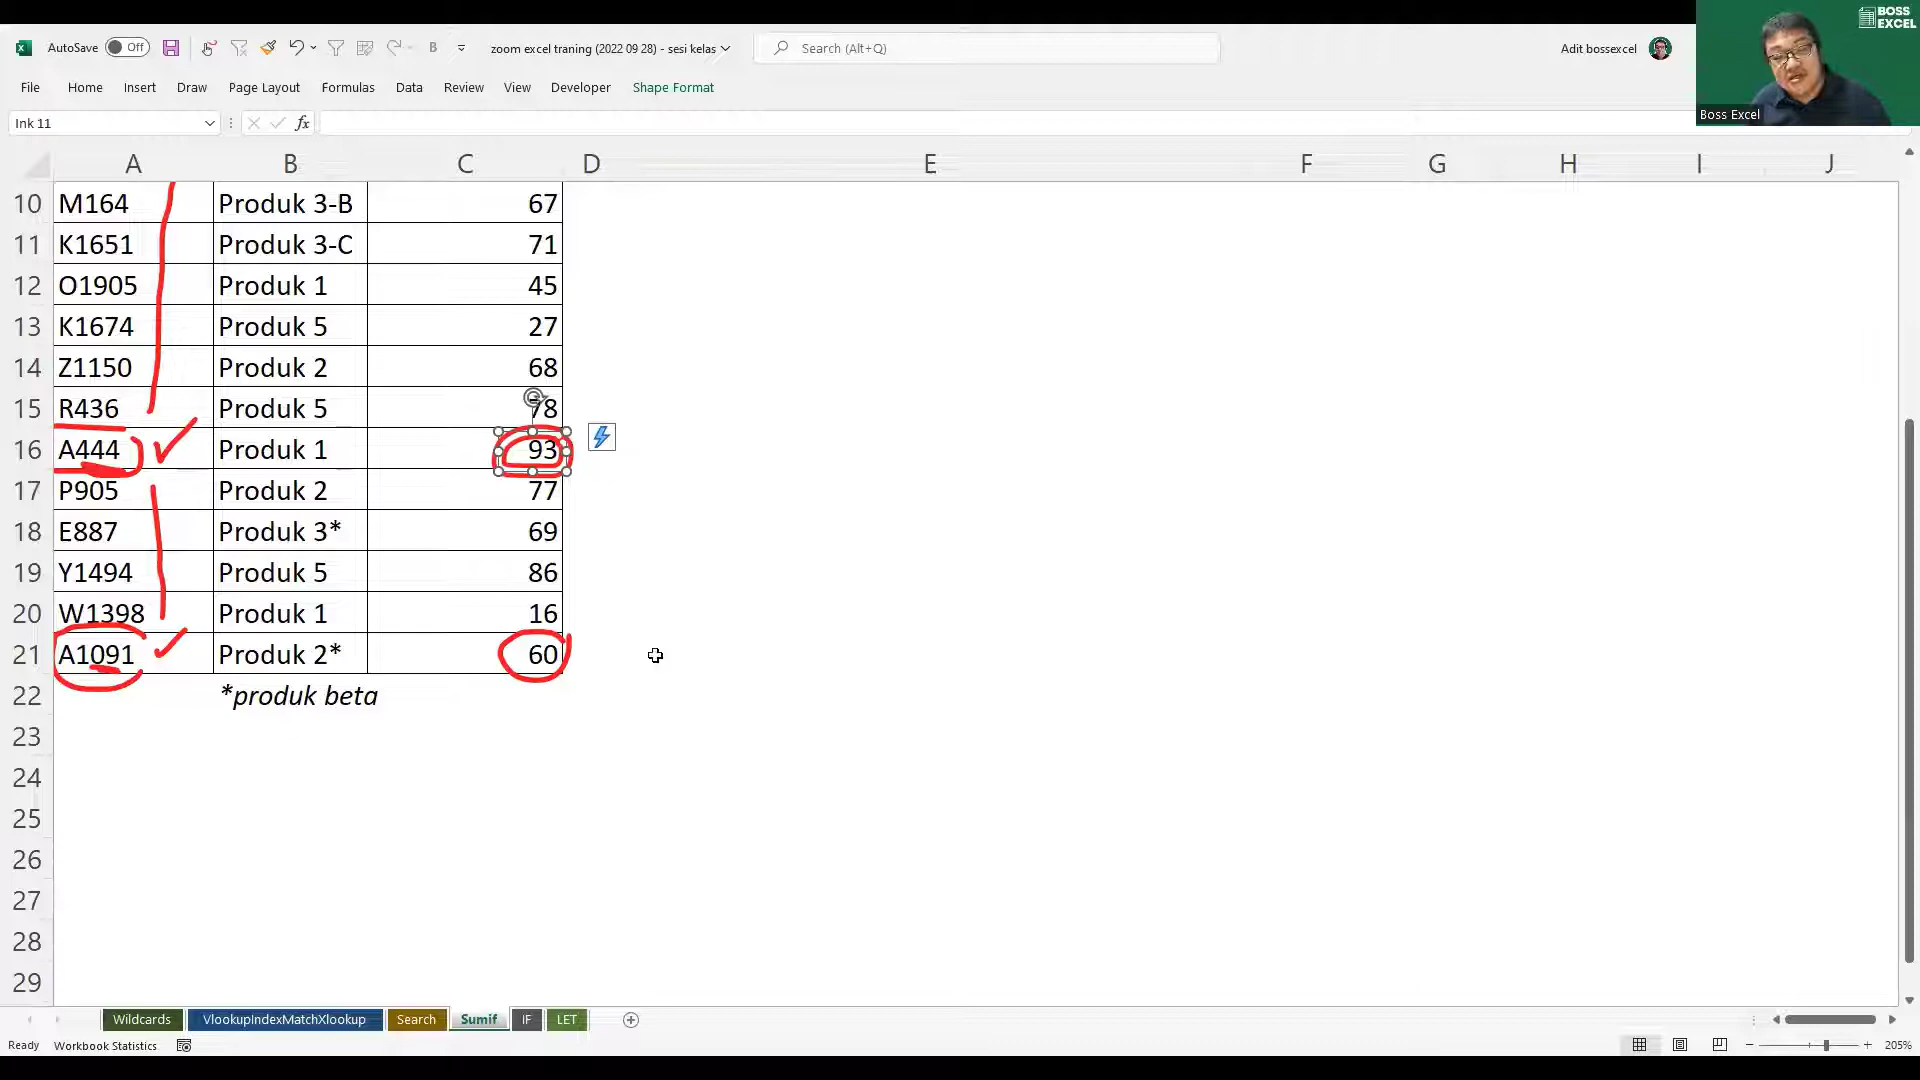 BOSS
EXCEL
AutoSave Off
B
zoom excel traning (2022 09 28) - sesi kelas
Search (Alt+Q)
Adit bossexcel
File Home Insert Draw Page Layout Formulas Data Review View Developer Shape Format
Boss Excel
Ink 11
fx
A B C D E F G H I J
10 M164 Produk 3-B 67
11 K1651 Produk 3-C 71
12 O1905 Produk 1 45
13 K1674 Produk 5 27
14 Z1150 Produk 2 68
15 R436 Produk 5 78
16 A444 Produk 1 93
17 P905 Produk 2 77
18 E887 Produk 3* 69
19 Y1494 Produk 5 86
20 W1398 Produk 1 16
21 A1091 Produk 2* 60
22 *produk beta
23
24
25
26
27
28
29
Wildcards VlookupIndexMatchXlookup Search Sumif IF LET
Ready Workbook Statistics 205%